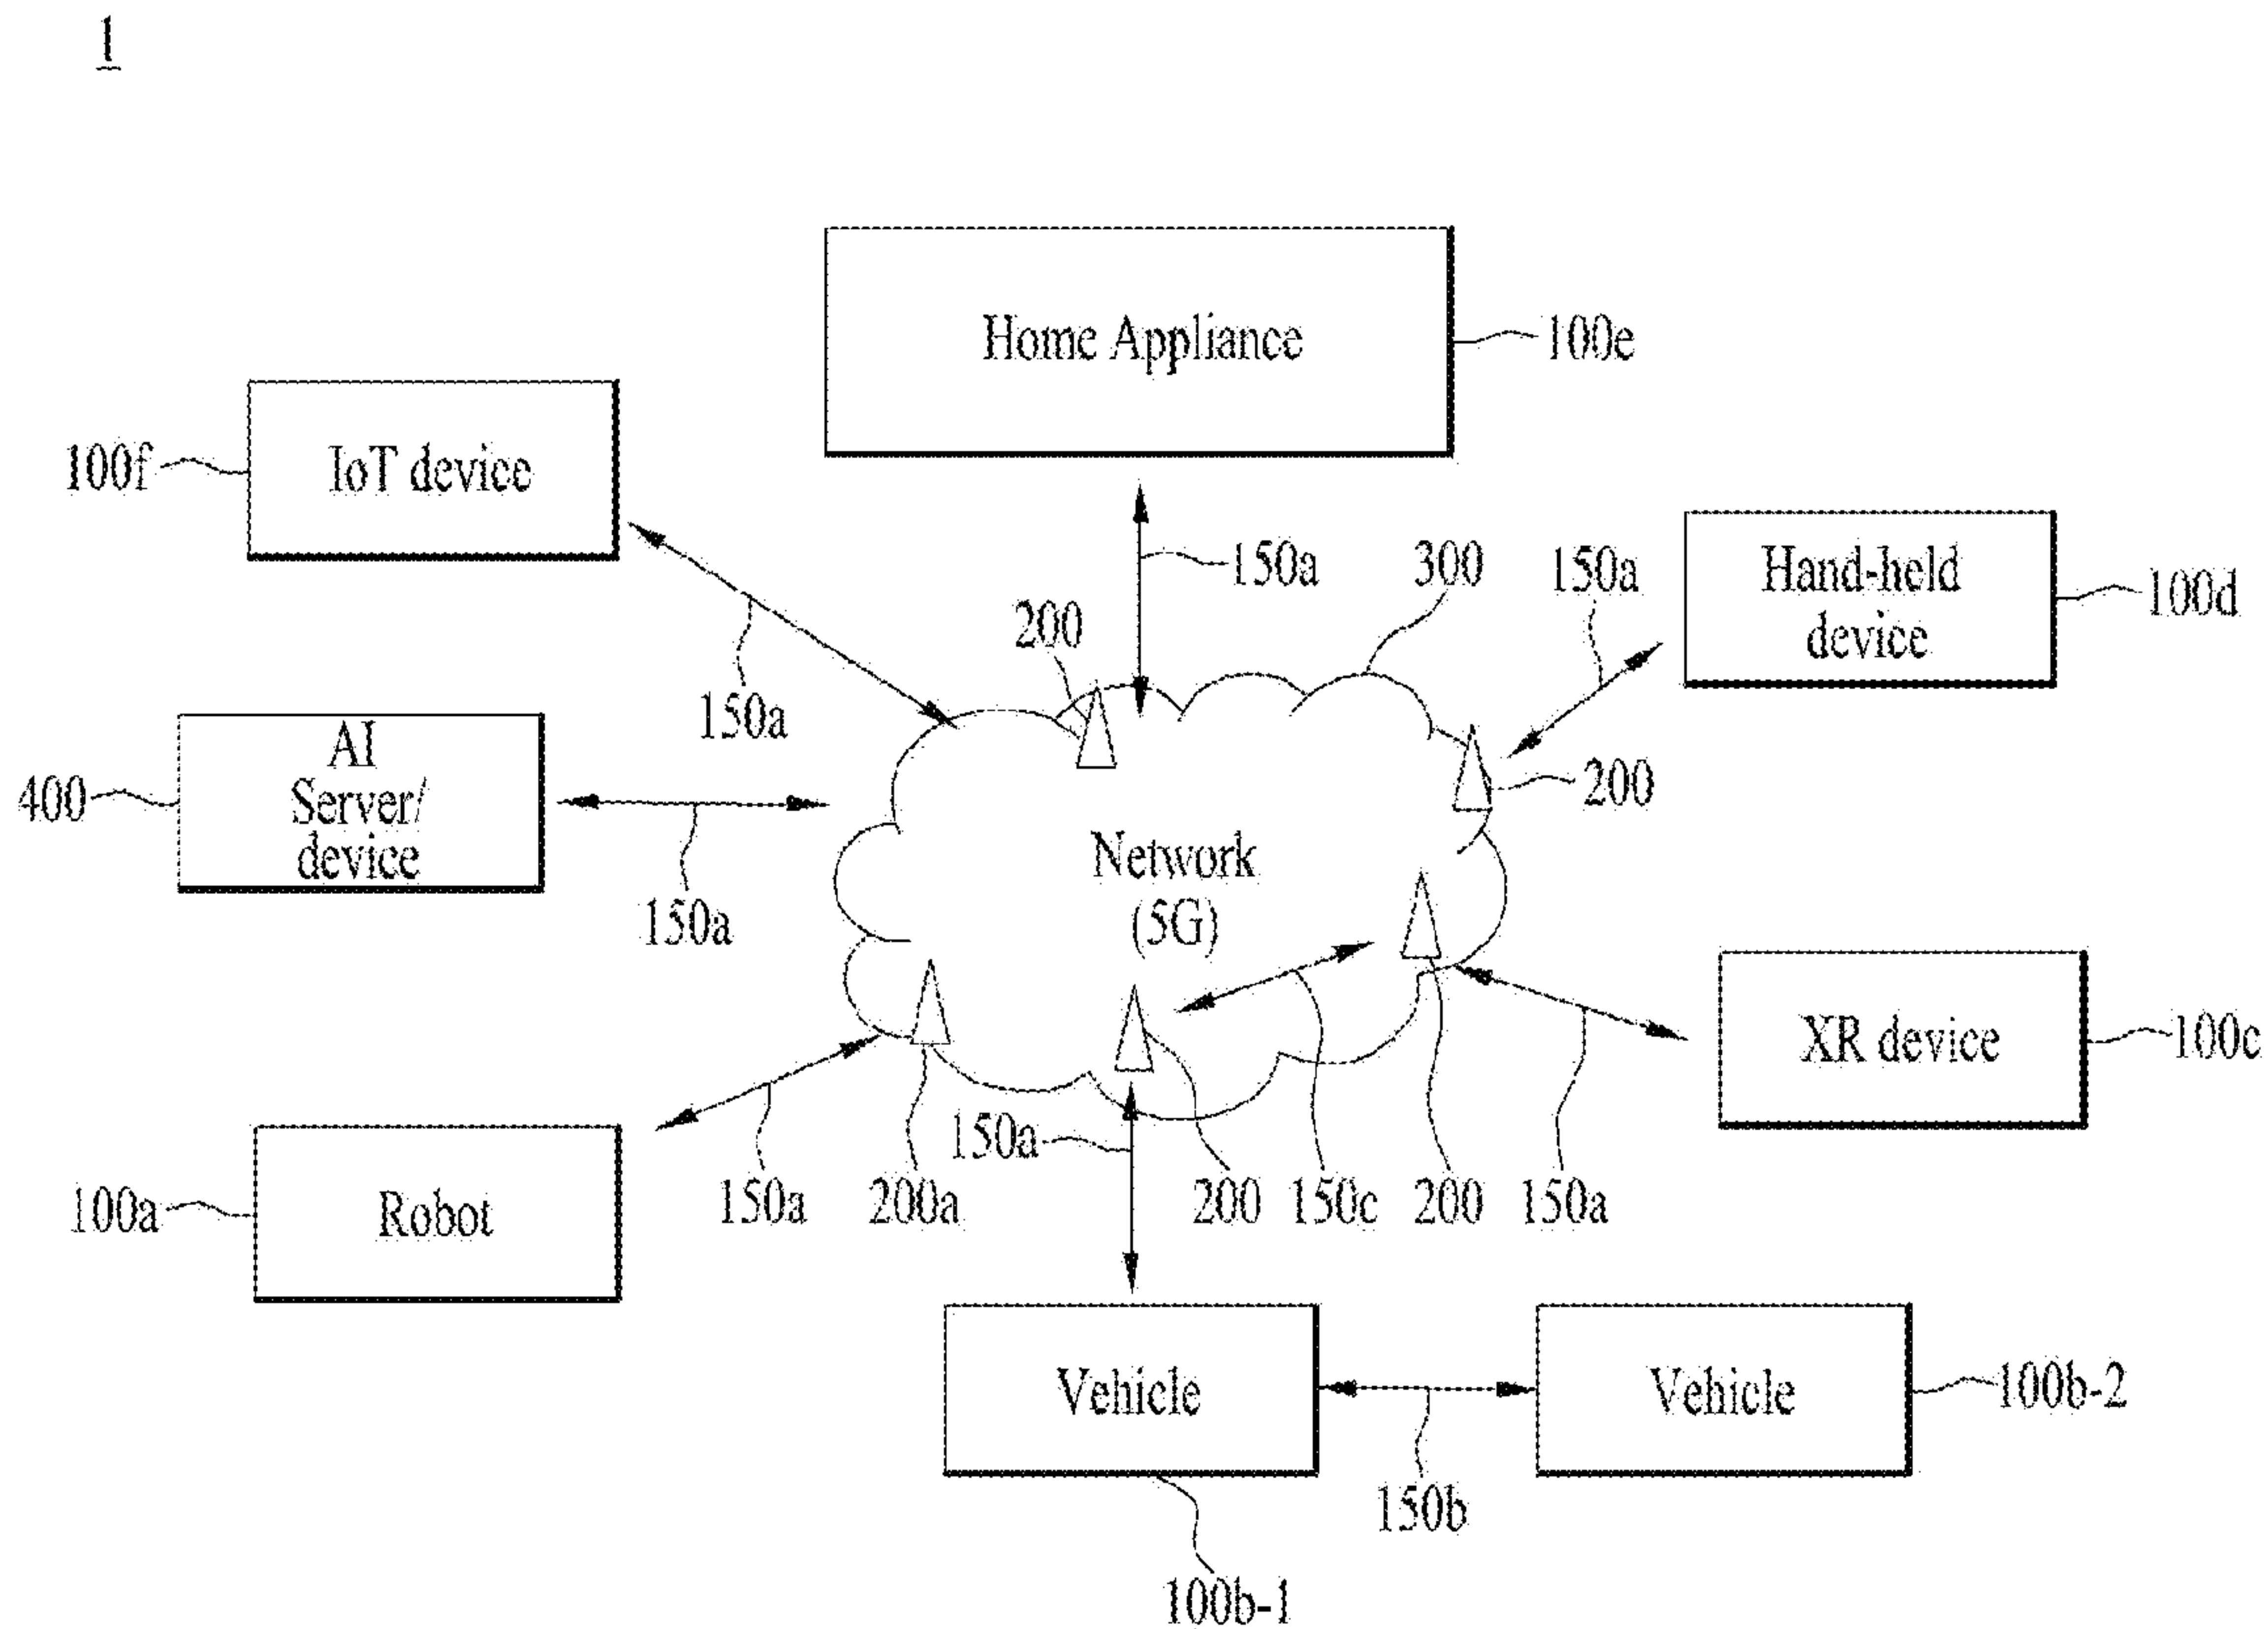 1
Home Appliance
100e
100f
IoT device
150a
300
150a
Hand-held
device
100d
200
150a
AI
Server/
device
400
150a
200
Network
(5G)
XR device
100c
150a
100a
Robot
150a
200a
200
150c
200
150a
Vehicle
Vehicle
100b-2
150b
100b-1